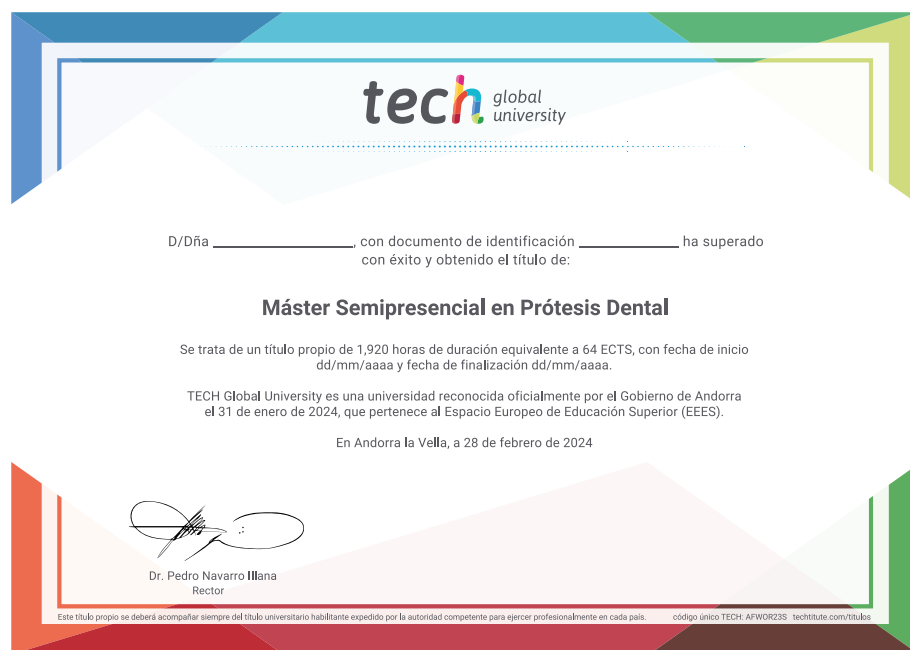 tech global university
D/Dña ____________________, con documento de identificación ______________ ha superado
con éxito y obtenido el título de:
Máster Semipresencial en Prótesis Dental
Se trata de un título propio de 1,920 horas de duración equivalente a 64 ECTS, con fecha de inicio
dd/mm/aaaa y fecha de finalización dd/mm/aaaa.
TECH Global University es una universidad reconocida oficialmente por el Gobierno de Andorra
el 31 de enero de 2024, que pertenece al Espacio Europeo de Educación Superior (EEES).
En Andorra la Vella, a 28 de febrero de 2024
Dr. Pedro Navarro Illana
Rector
Este título propio se deberá acompañar siempre del título universitario habilitante expedido por la autoridad competente para ejercer profesionalmente en cada país. código único TECH: AFWOR23S techtitute.com/titulos